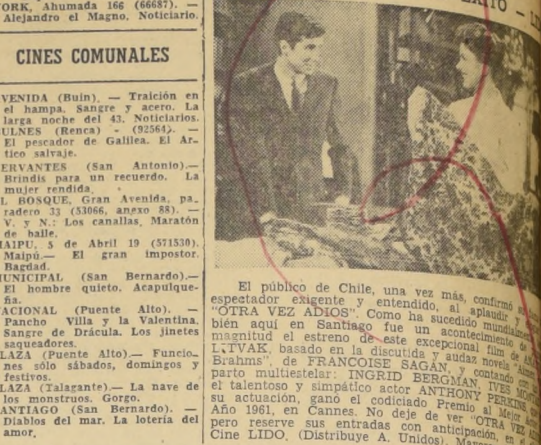 ORK, Ahumada 166 (66687). —
Alejandro el Magno, Noticiario.
CINES COMUNALES
VENIDA (Buin). — Traición en
el hampa. Sangre y acero. La
larga noche del 43. Noticiarios.
ULNES (Renca) - (92564). —
El pescador de Galilea. El Ar-
tico salvaje.
ERVANTES (San Antonio).—
Brindis para un recuerdo. La
mujer rendida.
L BOSQUE, Gran Avenida, pa-
radero 33 (53066, anexo 88). —
V. y N.: Los canallas, Maratón
de baile.
MAIPU, 5 de Abril 19 (571530),
Maipú.— El gran impostor.
Bagdad.
MUNICIPAL (San Bernardo).—
El hombre quieto. Acapulque-
ña.
ACIONAL (Puente Alto). —
Pancho Villa y la Valentina.
Sangre de Drácula. Los jinetes
saqueadores.
LAZA (Puente Alto).— Funcio-
nes sólo sábados, domingos y
festivos.
LAZA (Talagante).— La nave de
los monstruos. Gorgo.
ANTIAGO (San Bernardo). —
Diablos del mar. La lotería del
amor.
EXITO –
El público de Chile, una vez más, confirmó su
espectador exigente y entendido, al aplaudir y
"OTRA VEZ ADIOS". Como ha sucedido mundialme
bién aquí en Santiago fue un acontecimiento de
magnitud el estreno de este excepcional film de
LITVAK, basado en la discutida y audaz novela
Brahms", de FRANCOISE SAGAN, y contando con
parto multiestelar: INGRID BERGMAN, IVES MON
el talentoso y simpático actor ANTHONY PERKINS,
su actuación, ganó el codiciado Premio al Mejor
Año 1961, en Cannes. No deje de ver "OTRA VEZ
pero reserve sus entradas con anticipación, en el
Cine LIDO. (Distribuye A. Unidos).